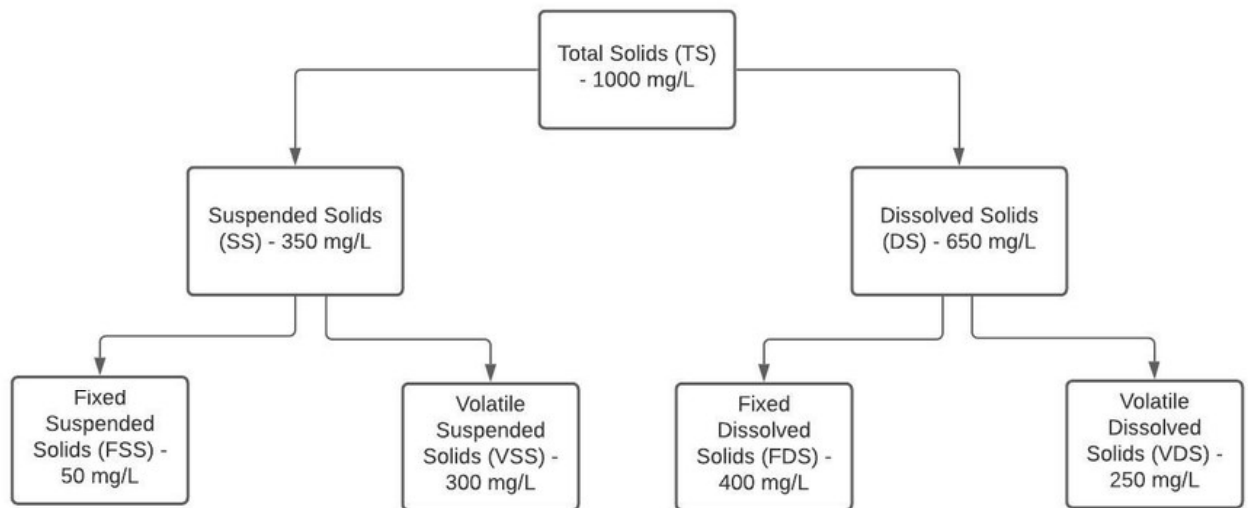 Total Solids (TS)
- 1000 mg/L
Suspended Solids
(SS) - 350 mg/L
Dissolved Solids
(DS) - 650 mg/L
Fixed
Suspended
Solids (FSS) -
50 mg/L
Volatile
Suspended
Solids (VSS) -
300 mg/L
Fixed
Dissolved
Solids (FDS) -
400 mg/L
Volatile
Dissolved
Solids (VDS) -
250 mg/L